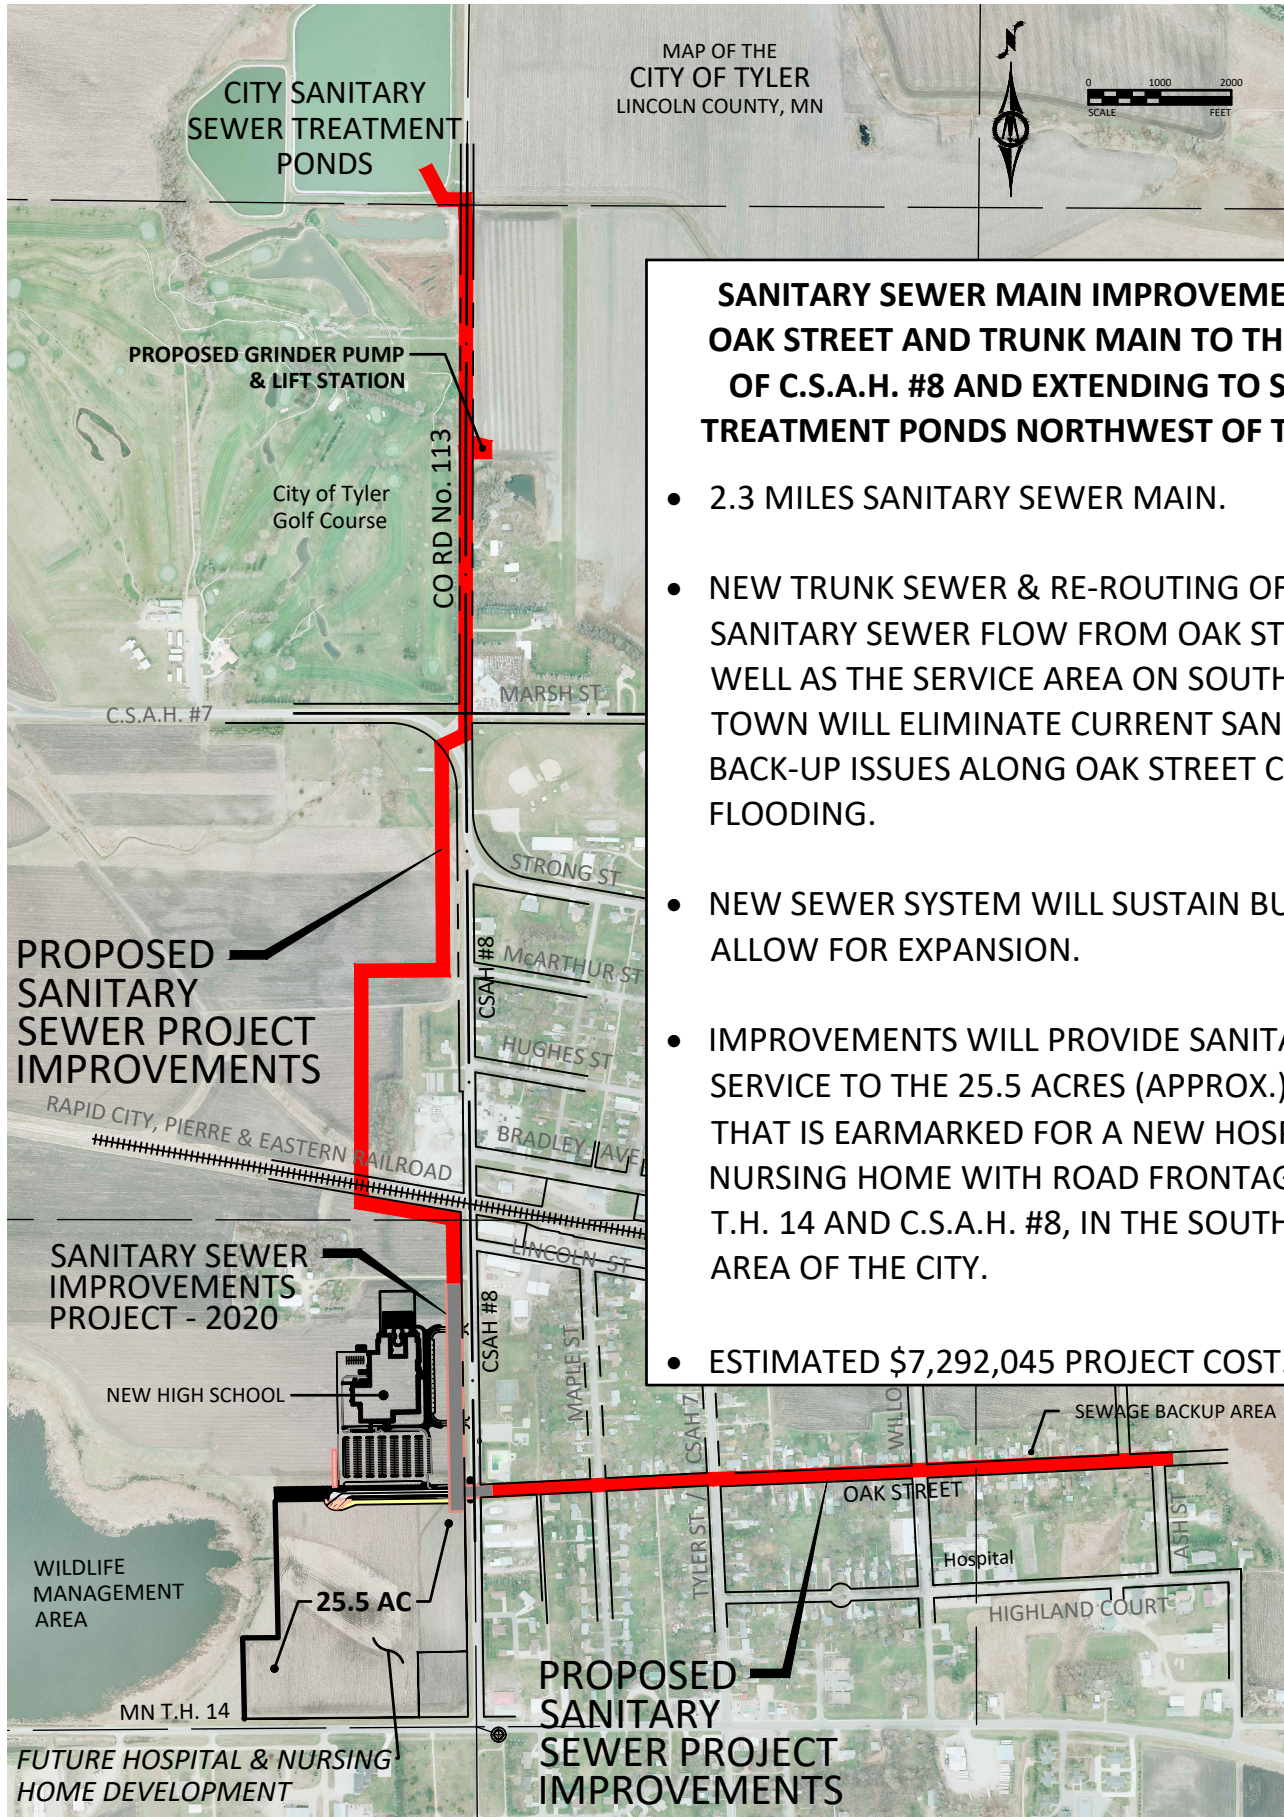 MAP OF THE
CITY OF TYLER
LINCOLN COUNTY, MN
N
0 1000 2000
SCALE FEET
CITY SANITARY
SEWER TREATMENT
PONDS
PROPOSED GRINDER PUMP
& LIFT STATION
CO RD No. 113
City of Tyler
Golf Course
MARSH ST
C.S.A.H. #7
SANITARY SEWER MAIN IMPROVEME
OAK STREET AND TRUNK MAIN TO TH
OF C.S.A.H. #8 AND EXTENDING TO S
TREATMENT PONDS NORTHWEST OF T
• 2.3 MILES SANITARY SEWER MAIN.
• NEW TRUNK SEWER & RE-ROUTING OF
SANITARY SEWER FLOW FROM OAK ST
WELL AS THE SERVICE AREA ON SOUTH
TOWN WILL ELIMINATE CURRENT SAN
BACK-UP ISSUES ALONG OAK STREET C
FLOODING.
• NEW SEWER SYSTEM WILL SUSTAIN BU
ALLOW FOR EXPANSION.
• IMPROVEMENTS WILL PROVIDE SANITA
SERVICE TO THE 25.5 ACRES (APPROX.)
THAT IS EARMARKED FOR A NEW HOSP
NURSING HOME WITH ROAD FRONTAG
T.H. 14 AND C.S.A.H. #8, IN THE SOUTH
AREA OF THE CITY.
• ESTIMATED $7,292,045 PROJECT COST.
STRONG ST
CSAH #8
McARTHUR ST
HUGHES ST
BRADLEY AVE
PROPOSED
SANITARY
SEWER PROJECT
IMPROVEMENTS
RAPID CITY, PIERRE & EASTERN RAILROAD
LINCOLN ST
SANITARY SEWER
IMPROVEMENTS
PROJECT - 2020
CSAH #8
NEW HIGH SCHOOL
MAPLE ST
TYLER ST / CSAH 7
WILLO
SEWAGE BACKUP AREA
OAK STREET
ASH ST
Hospital
HIGHLAND COURT
WILDLIFE
MANAGEMENT
AREA
25.5 AC
MN T.H. 14
FUTURE HOSPITAL & NURSING
HOME DEVELOPMENT
PROPOSED
SANITARY
SEWER PROJECT
IMPROVEMENTS